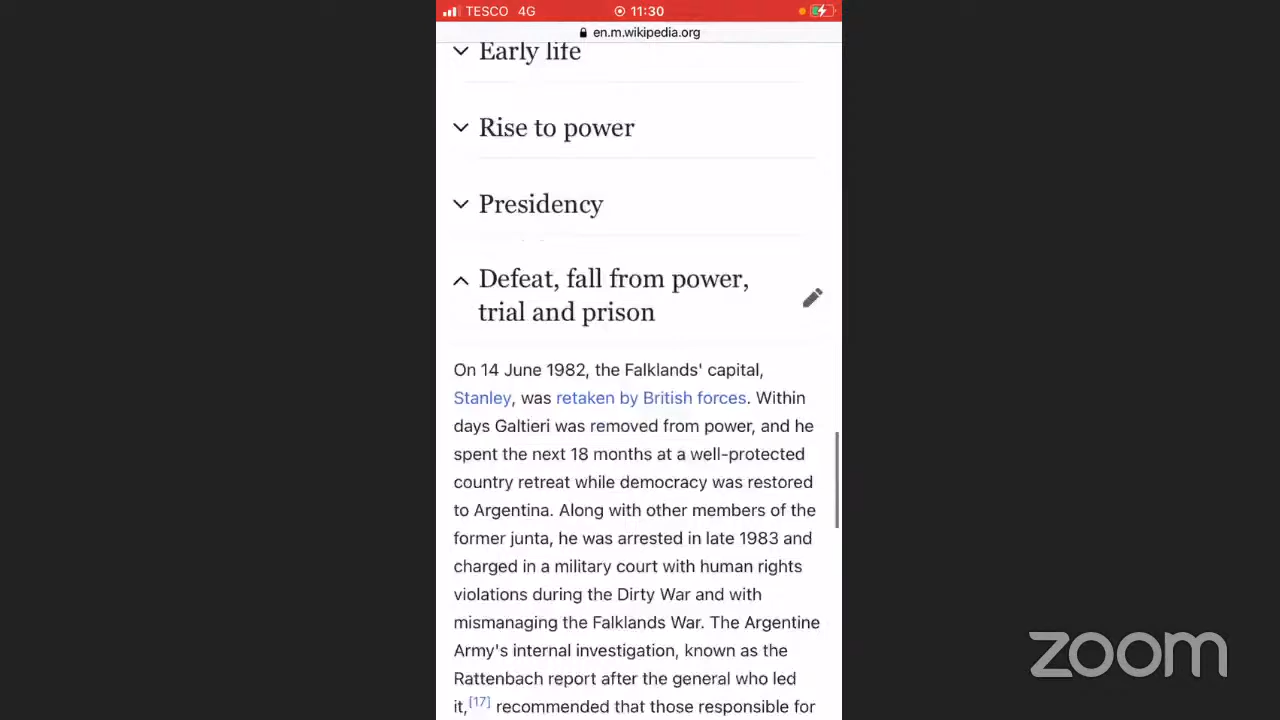 TESCO 4G 11:30
en.m.wikipedia.org
Early life
Rise to power
Presidency
Defeat, fall from power,
trial and prison
On 14 June 1982, the Falklands' capital,
Stanley, was retaken by British forces. Within
days Galtieri was removed from power, and he
spent the next 18 months at a well-protected
country retreat while democracy was restored
to Argentina. Along with other members of the
former junta, he was arrested in late 1983 and
charged in a military court with human rights
violations during the Dirty War and with
mismanaging the Falklands War. The Argentine
Army's internal investigation, known as the
Rattenbach report after the general who led
it,[17] recommended that those responsible for
zoom